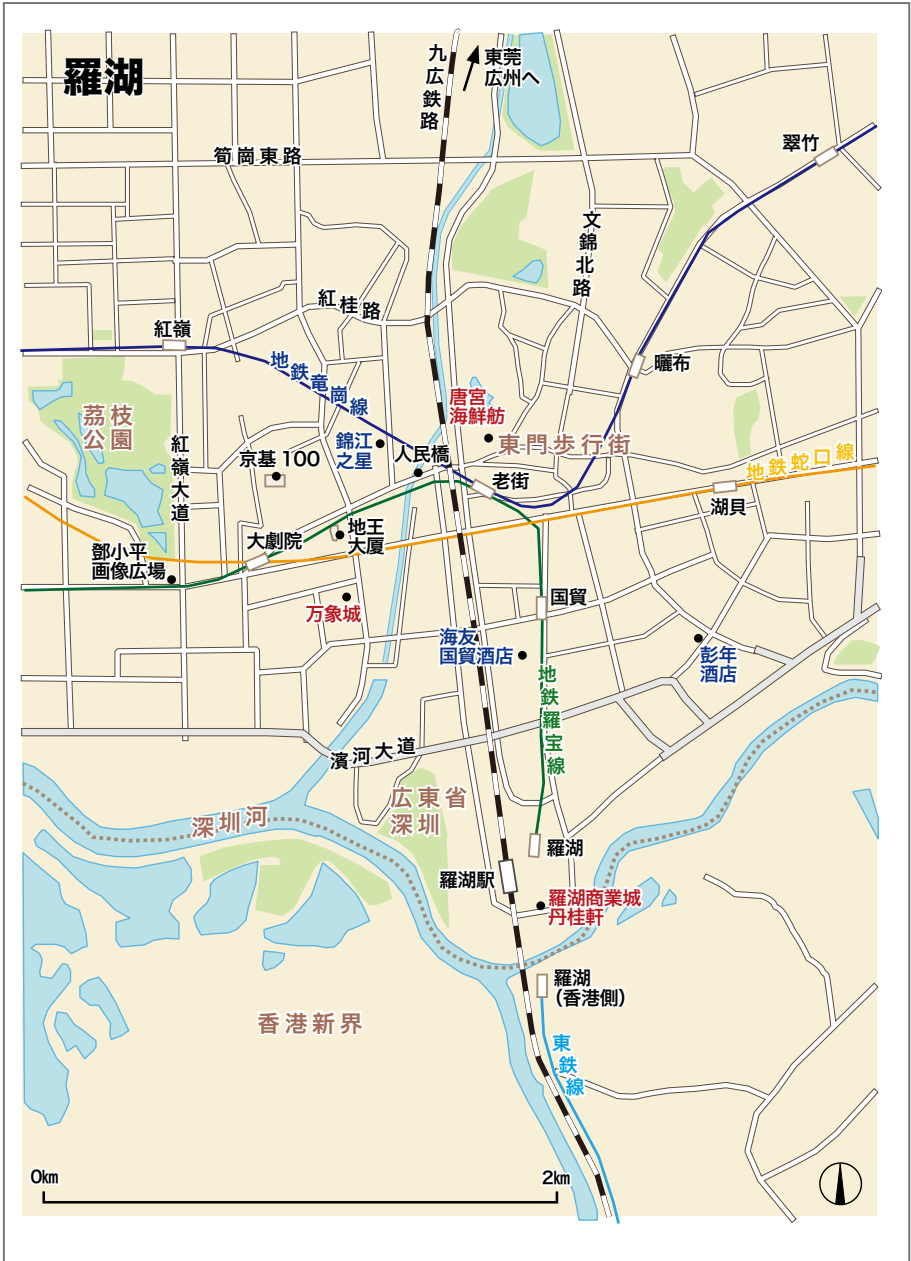 羅湖
九広鉄路
東莞
広州へ
翠竹
筍崗東路
文錦北路
紅桂路
紅嶺
地鉄竜崗線
曬布
唐宮
海鮮舫
荔枝
公園
紅嶺大道
錦江
之星
人民橋
東門歩行街
京基100
老街
地鉄蛇口線
湖貝
地王
大厦
大劇院
鄧小平
画像広場
万象城
国貿
海友
国貿酒店
彭年
酒店
地鉄羅宝線
濱河大道
広東省
深圳
深圳河
羅湖
羅湖駅
羅湖商業城
丹桂軒
羅湖
(香港側)
香港新界
東鉄線
0km
2km